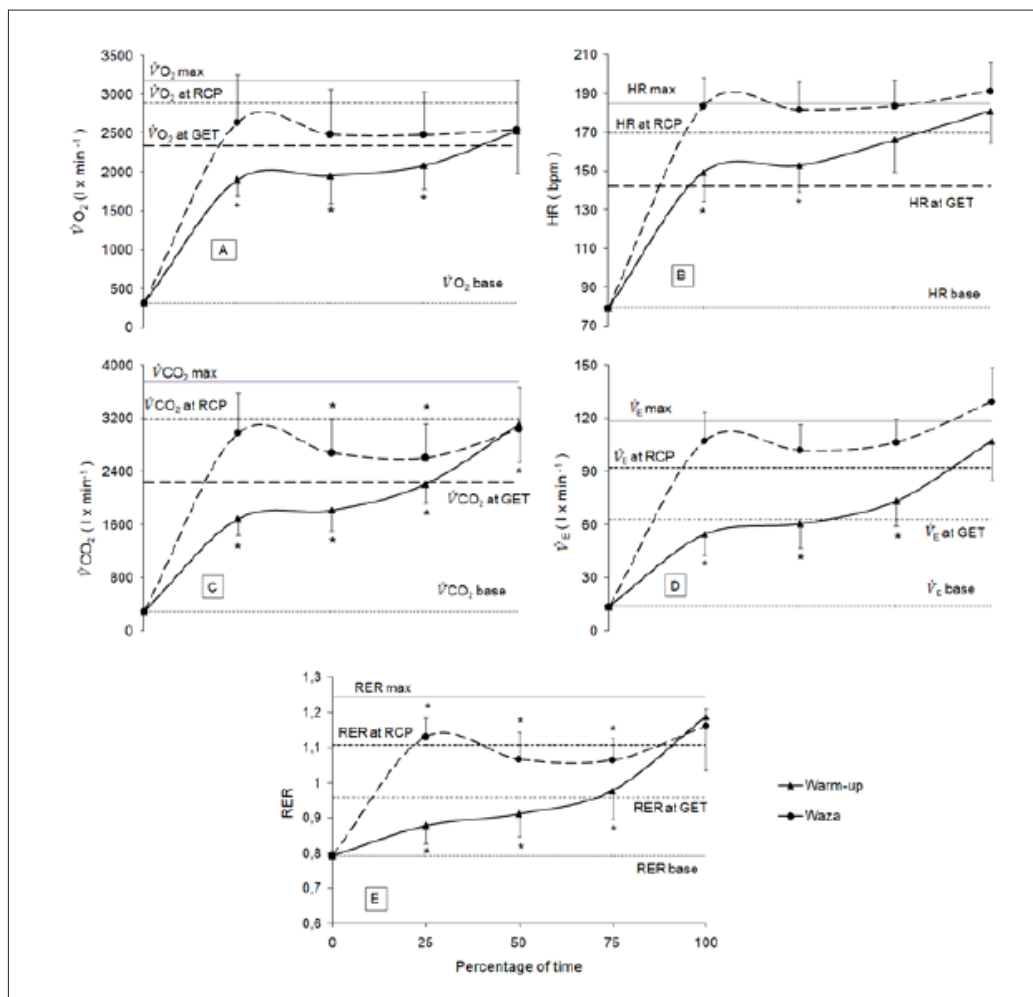 V̇O₂ max
V̇O₂ at RCP
V̇O₂ at GET
V̇O₂ base
V̇O₂ ( l x min ⁻¹ )
3500
3000
2500
2000
1500
1000
500
0
A
HR max
HR at RCP
HR at GET
HR base
HR ( bpm )
210
190
170
150
130
110
90
70
B
V̇CO₂ max
V̇CO₂ at RCP
V̇CO₂ at GET
V̇CO₂ base
V̇CO₂ ( l x min ⁻¹ )
4000
3200
2400
1600
800
0
C
V̇E max
V̇E at RCP
V̇E at GET
V̇E base
V̇E ( l x min ⁻¹ )
150
120
90
60
30
0
D
RER max
RER at RCP
RER at GET
RER base
RER
1,3
1,2
1,1
1
0,9
0,8
0,7
0,6
E
0 25 50 75 100
Percentage of time
Warm-up
Waza